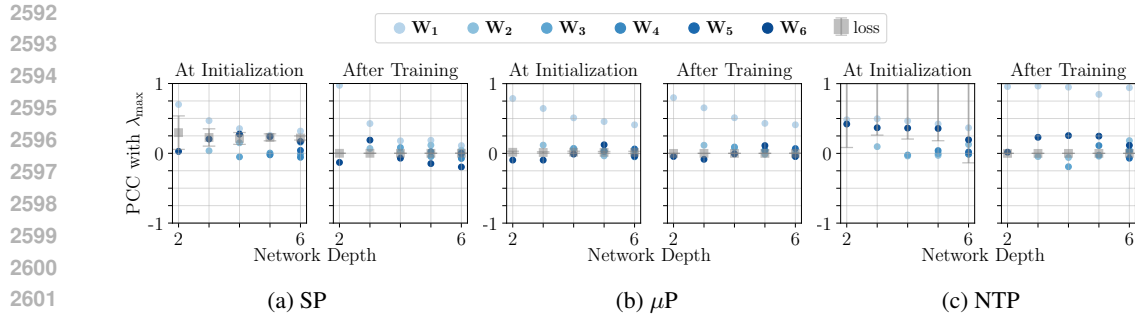 2592
2593
2594
2595
2596
2597
2598
2599
2600
2601
W₁ W₂ W₃ W₄ W₅ W₆ loss
At Initialization After Training At Initialization After Training At Initialization After Training
PCC with λmax
1 1 1
0 0 0
-1 -1 -1
2 6 2 6 2 6 2 6 2 6 2 6
Network Depth Network Depth Network Depth
(a) SP (b) μP (c) NTP